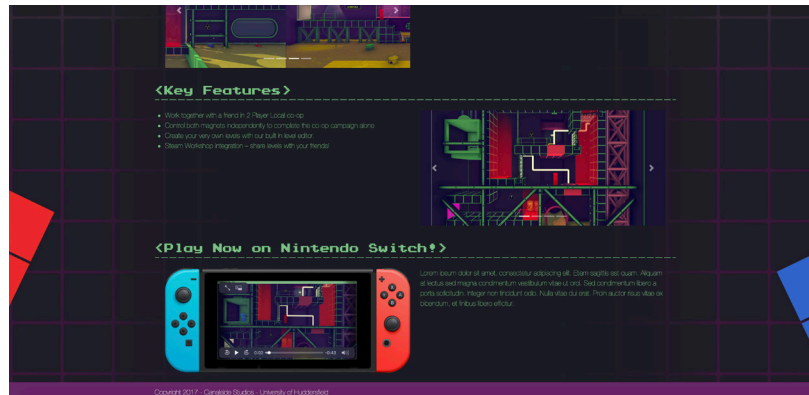 <Key Features>
Work together with a friend in 2 Player Local co-op
Control both magnets independently to complete the co-op campaign alone
Create your very own levels with our built in level editor
Steam Workshop Integration – share levels with your friends!
<Play Now on Nintendo Switch!>
Lorem ipsum dolor sit amet, consectetur adipiscing elit. Etiam sagittis est quam. Aliquam
at lectus sed magna condimentum vestibulum vitae ut orci. Sed condimentum libero a
porta sollicitudin. Integer non tincidunt odio. Nulla vitae dui erat. Proin auctor risus vitae ex
bibendum, et finibus libero efficitur.
0:02 -0:43
Copyright 2017 - Canalside Studios - University of Huddersfield